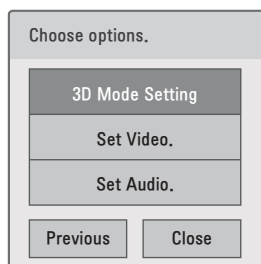 Choose options.
3D Mode Setting
Set Video.
Set Audio.
Previous Close